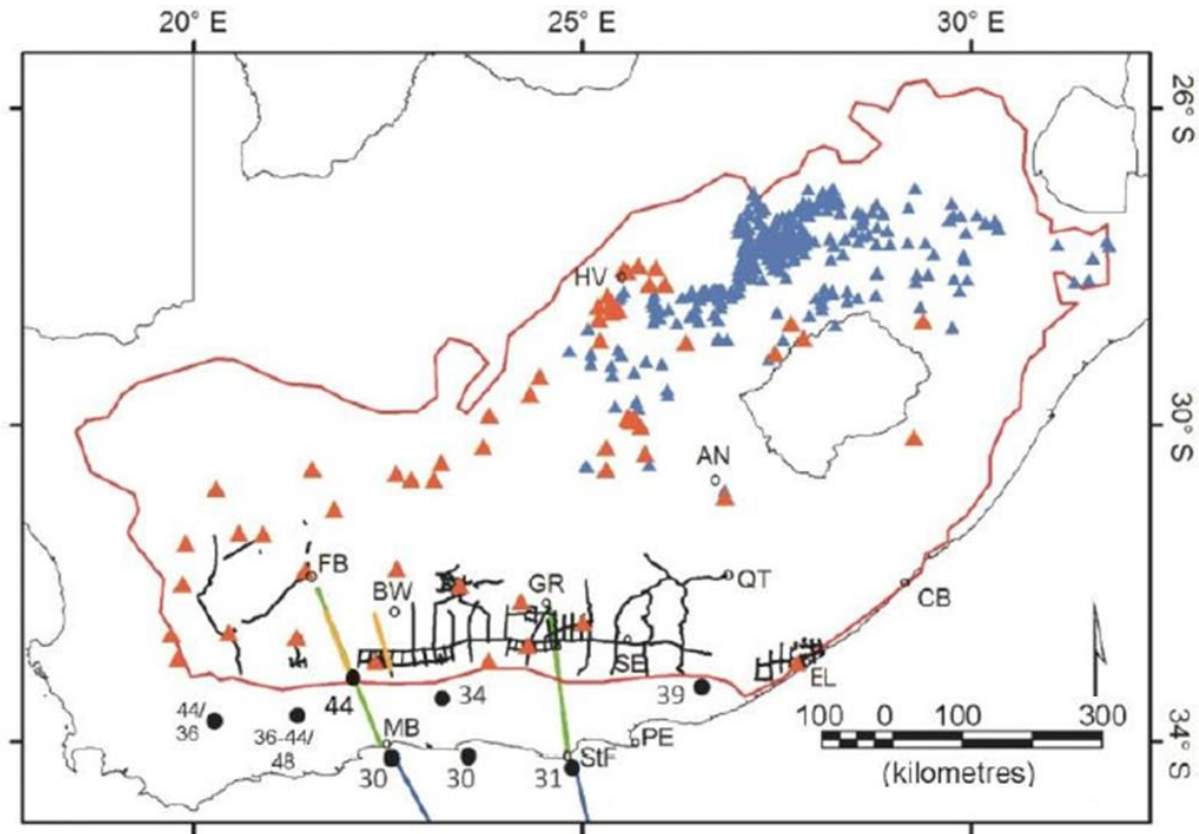 20° E 25° E 30° E
26° S
HV
30° S
AN
FB
BW
GR
QT
CB
SE
EL
44/
36
36-44/
48
44
34
39
MB
30
30
31
StF
PE
100 0 100 300
(kilometres)
34° S